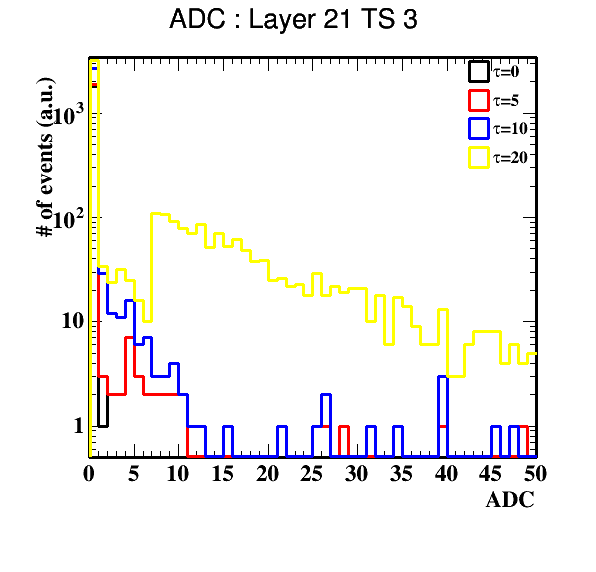 ADC : Layer 21 TS 3
# of events (a.u.)
10³
10²
10
1
τ=0
τ=5
τ=10
τ=20
0 5 10 15 20 25 30 35 40 45 50
ADC